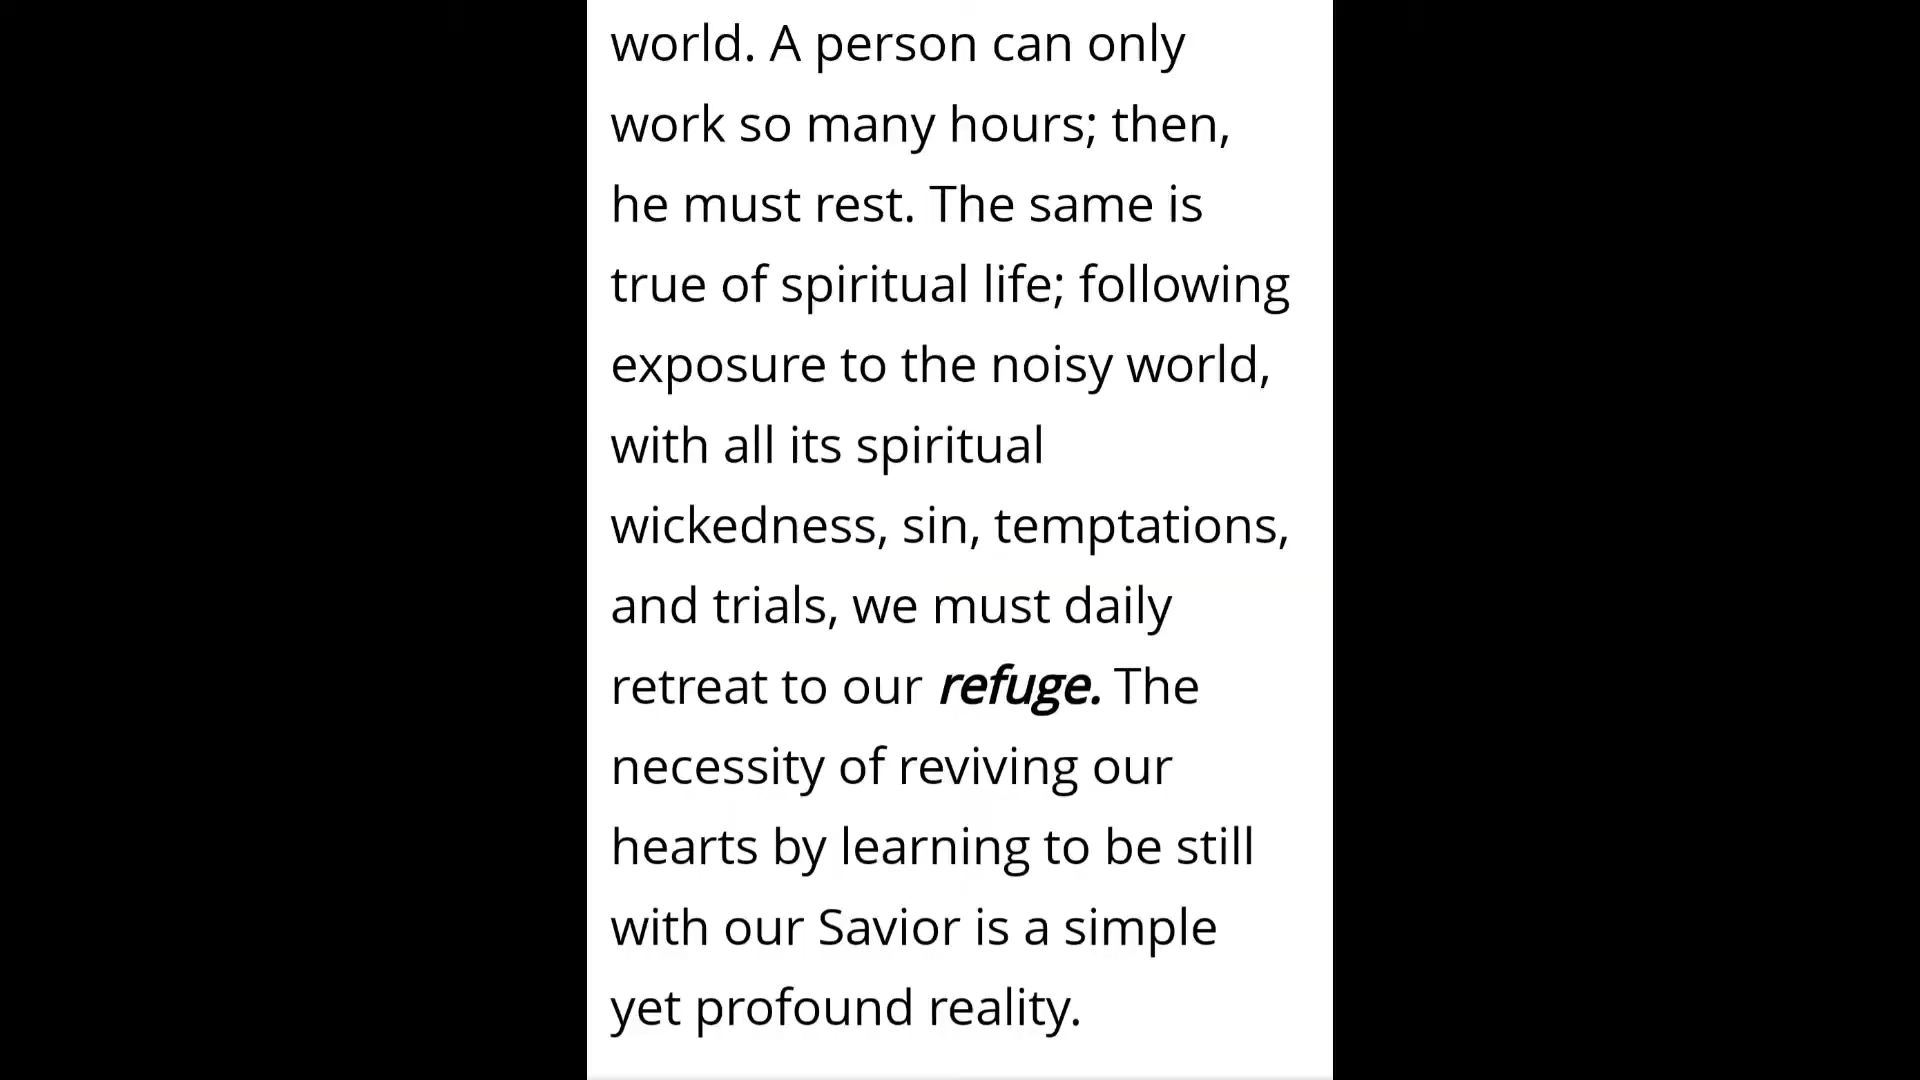 world. A person can only
work so many hours; then,
he must rest. The same is
true of spiritual life; following
exposure to the noisy world,
with all its spiritual
wickedness, sin, temptations,
and trials, we must daily
retreat to our refuge. The
necessity of reviving our
hearts by learning to be still
with our Savior is a simple
yet profound reality.